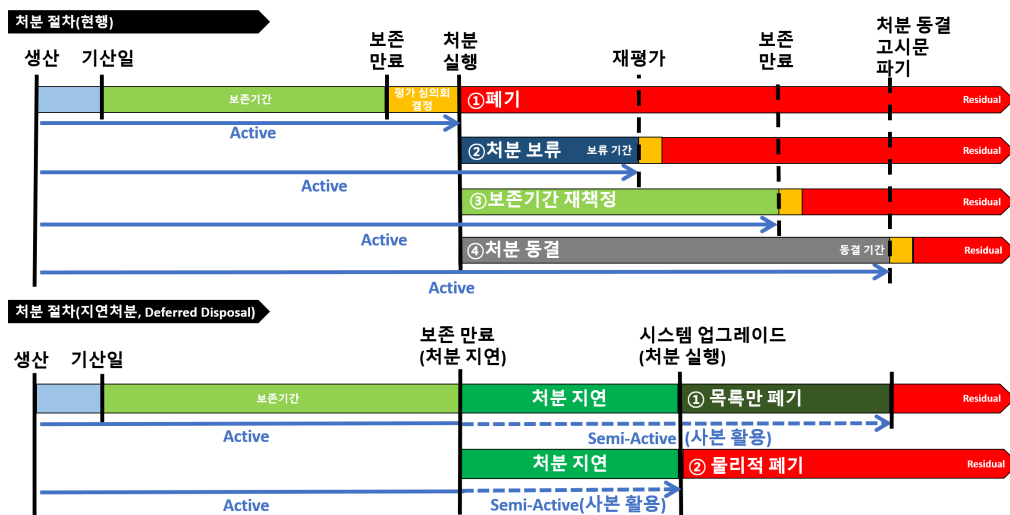 처분 절차(현행)
생산
기산일
보존
만료
처분
실행
재평가
보존
만료
처분 동결
고시문
파기
보존기간
평가 심의회
결정
①폐기
Residual
Active
②처분 보류
보류 기간
Residual
Active
③보존기간 재책정
Residual
Active
④처분 동결
동결 기간
Residual
Active
처분 절차(지연처분, Deferred Disposal)
생산
기산일
보존 만료
(처분 지연)
시스템 업그레이드
(처분 실행)
보존기간
처분 지연
① 목록만 폐기
Residual
Active
Semi-Active (사본 활용)
처분 지연
② 물리적 폐기
Residual
Active
Semi-Active(사본 활용)